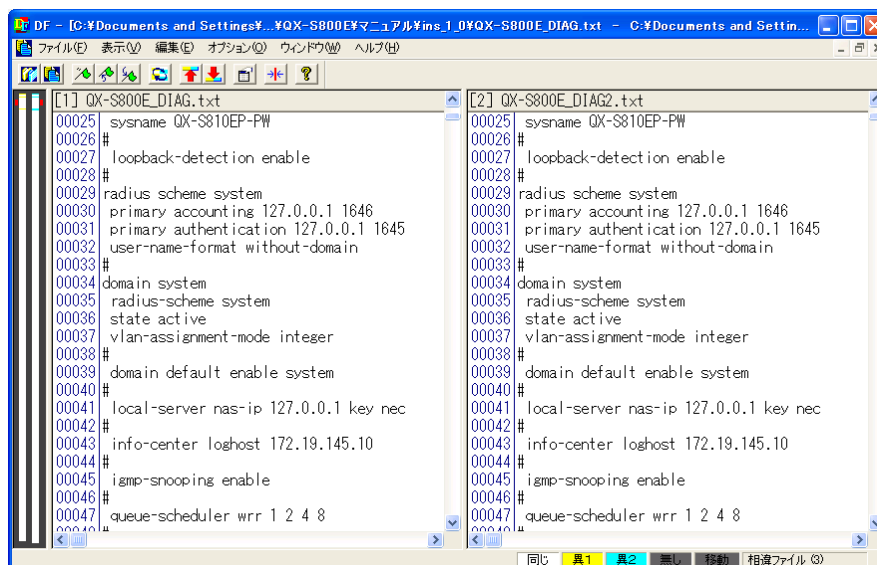 DF - [C:¥Documents and Settings¥...¥QX-S800E¥マニュアル¥ins_1_0¥QX-S800E_DIAG.txt - C:¥Documents and Settin...
ファイル(F) 表示(V) 編集(E) オプション(O) ウィンドウ(W) ヘルプ(H)
[1] QX-S800E_DIAG.txt
00025 sysname QX-S810EP-PW
00026 #
00027 loopback-detection enable
00028 #
00029 radius scheme system
00030 primary accounting 127.0.0.1 1646
00031 primary authentication 127.0.0.1 1645
00032 user-name-format without-domain
00033 #
00034 domain system
00035 radius-scheme system
00036 state active
00037 vlan-assignment-mode integer
00038 #
00039 domain default enable system
00040 #
00041 local-server nas-ip 127.0.0.1 key nec
00042 #
00043 info-center loghost 172.19.145.10
00044 #
00045 igmp-snooping enable
00046 #
00047 queue-scheduler wrr 1 2 4 8
[2] QX-S800E_DIAG2.txt
00025 sysname QX-S810EP-PW
00026 #
00027 loopback-detection enable
00028 #
00029 radius scheme system
00030 primary accounting 127.0.0.1 1646
00031 primary authentication 127.0.0.1 1645
00032 user-name-format without-domain
00033 #
00034 domain system
00035 radius-scheme system
00036 state active
00037 vlan-assignment-mode integer
00038 #
00039 domain default enable system
00040 #
00041 local-server nas-ip 127.0.0.1 key nec
00042 #
00043 info-center loghost 172.19.145.10
00044 #
00045 igmp-snooping enable
00046 #
00047 queue-scheduler wrr 1 2 4 8
同じ 異1 異2 無し 移動 相違ファイル (3)